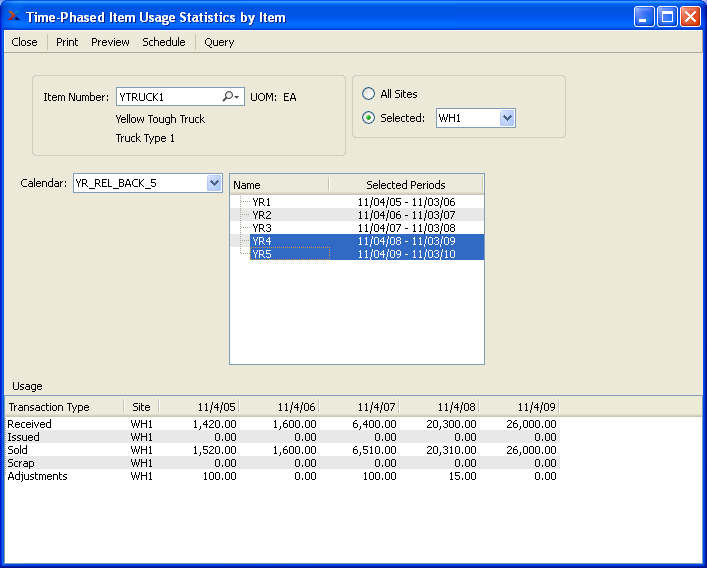 Time-Phased Item Usage Statistics by Item
Close Print Preview Schedule Query
Item Number: YTRUCK1 UOM: EA
Yellow Tough Truck
Truck Type 1
All Sites
Selected: WH1
Calendar: YR_REL_BACK_5
Name Selected Periods
YR1 11/04/05 - 11/03/06
YR2 11/04/06 - 11/03/07
YR3 11/04/07 - 11/03/08
YR4 11/04/08 - 11/03/09
YR5 11/04/09 - 11/03/10
Usage
Transaction Type Site 11/4/05 11/4/06 11/4/07 11/4/08 11/4/09
Received WH1 1,420.00 1,600.00 6,400.00 20,300.00 26,000.00
Issued WH1 0.00 0.00 0.00 0.00 0.00
Sold WH1 1,520.00 1,600.00 6,510.00 20,310.00 26,000.00
Scrap WH1 0.00 0.00 0.00 0.00 0.00
Adjustments WH1 100.00 0.00 100.00 15.00 0.00